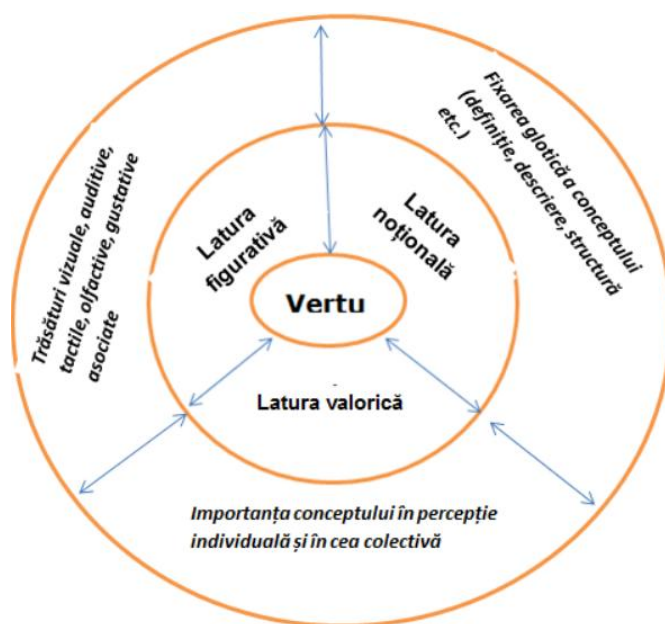 Trăsături vizuale, auditive,
tactile, olfactive, gustative
asociate
Latura
figurativă
Latura
noțională
Fixarea glotică a conceptului
(definiție, descriere, structură
etc.)
Vertu
Latura valorică
Importanța conceptului în percepție
individuală și în cea colectivă